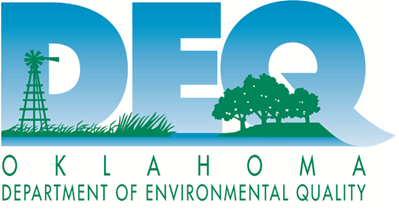 DEQ
OKLAHOMA
DEPARTMENT OF ENVIRONMENTAL QUALITY